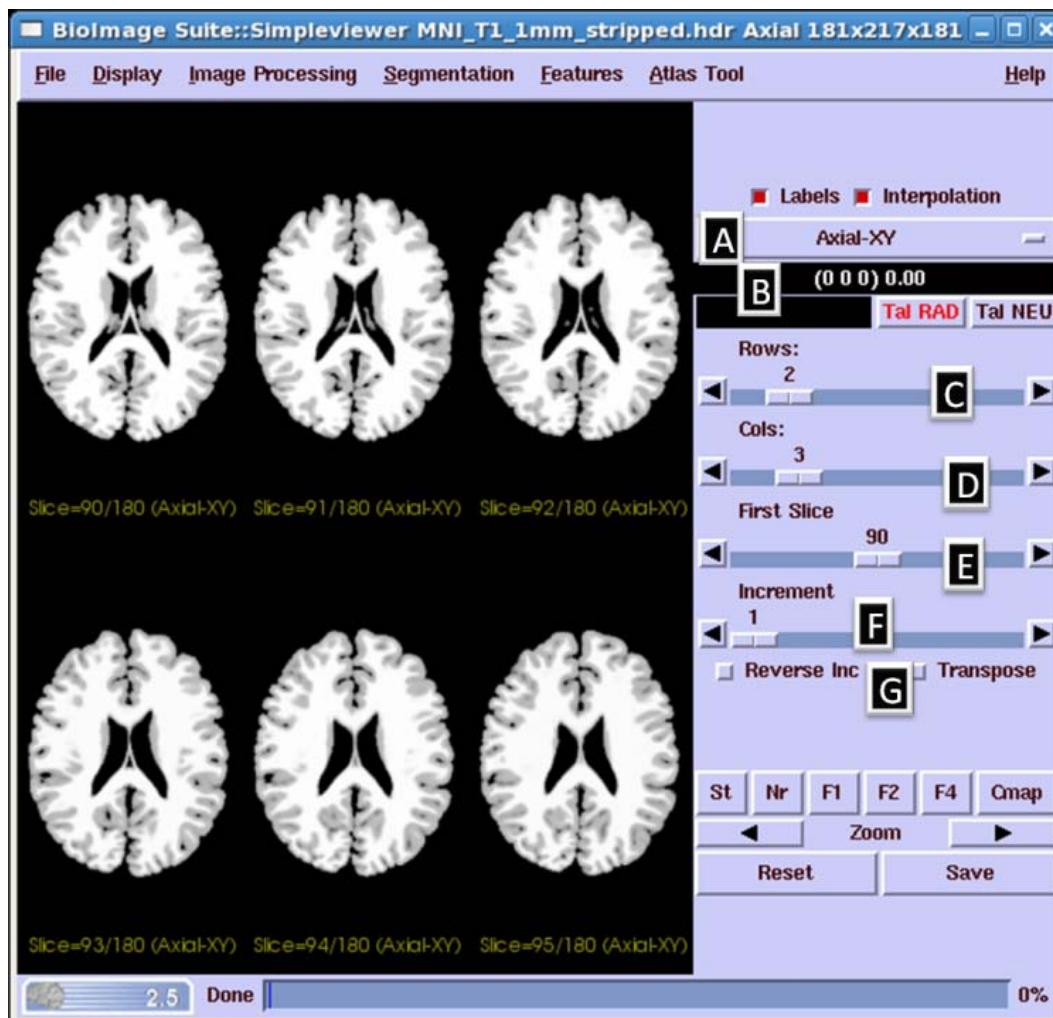 BioImage Suite::Simpleviewer MNI_T1_1mm_stripped.hdr Axial 181x217x181
File Display Image Processing Segmentation Features Atlas Tool Help
Labels Interpolation
A Axial-XY
B (0 0 0) 0.00
Tal RAD Tal NEU
Rows:
2
C
Cols:
3
D
First Slice
90
E
Increment
1
F
Reverse Inc G Transpose
St Nr F1 F2 F4 Cmap
Zoom
Reset Save
Slice=90/180 (Axial-XY) Slice=91/180 (Axial-XY) Slice=92/180 (Axial-XY)
Slice=93/180 (Axial-XY) Slice=94/180 (Axial-XY) Slice=95/180 (Axial-XY)
2.5 Done 0%